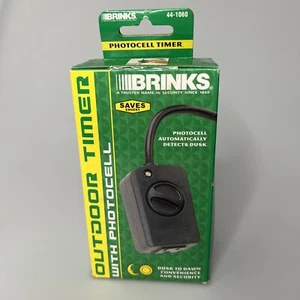 BRINKS
44-1060
PHOTOCELL TIMER
BRINKS
A TRUSTED NAME IN SECURITY SINCE 1859
SAVES
ENERGY
PHOTOCELL
AUTOMATICALLY
DETECTS DUSK
OUTDOOR TIMER
WITH PHOTOCELL
DUSK TO DAWN
CONVENIENCE
AND SECURITY